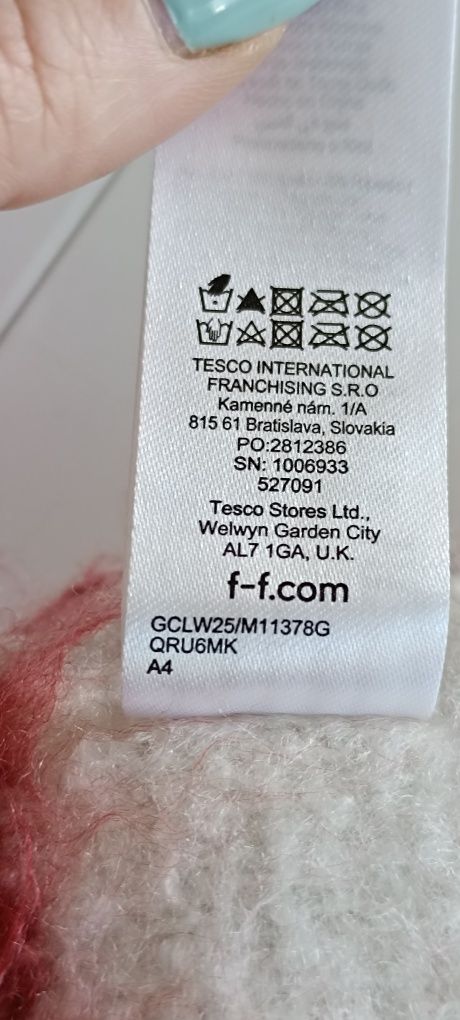 TESCO INTERNATIONAL
FRANCHISING S.R.O
Kamenné nám. 1/A
815 61 Bratislava, Slovakia
PO:2812386
SN: 1006933
527091
Tesco Stores Ltd.,
Welwyn Garden City
AL7 1GA, U.K.
f-f.com
GCLW25/M11378G
QRU6MK
A4